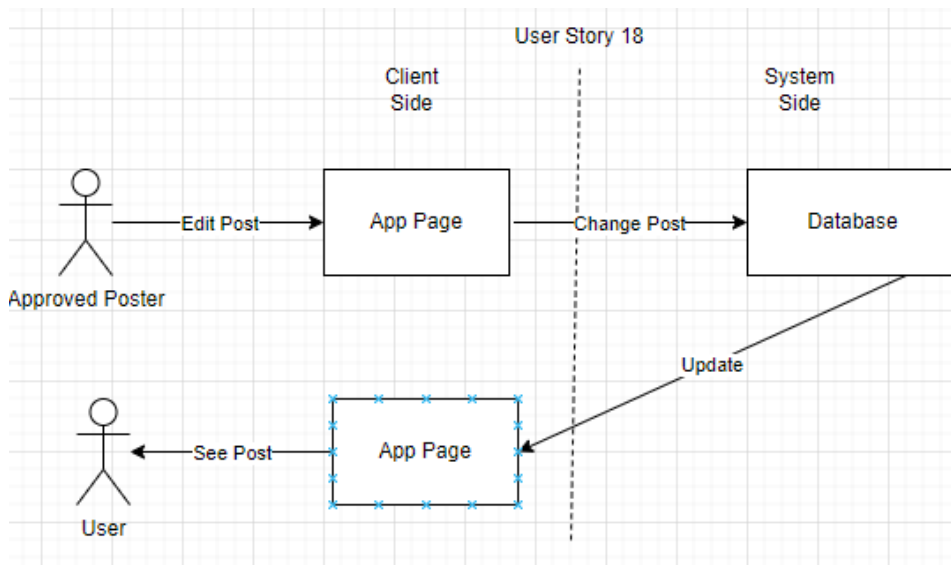 User Story 18
Client
Side
System
Side
Edit Post
App Page
Change Post
Database
Approved Poster
Update
See Post
App Page
User